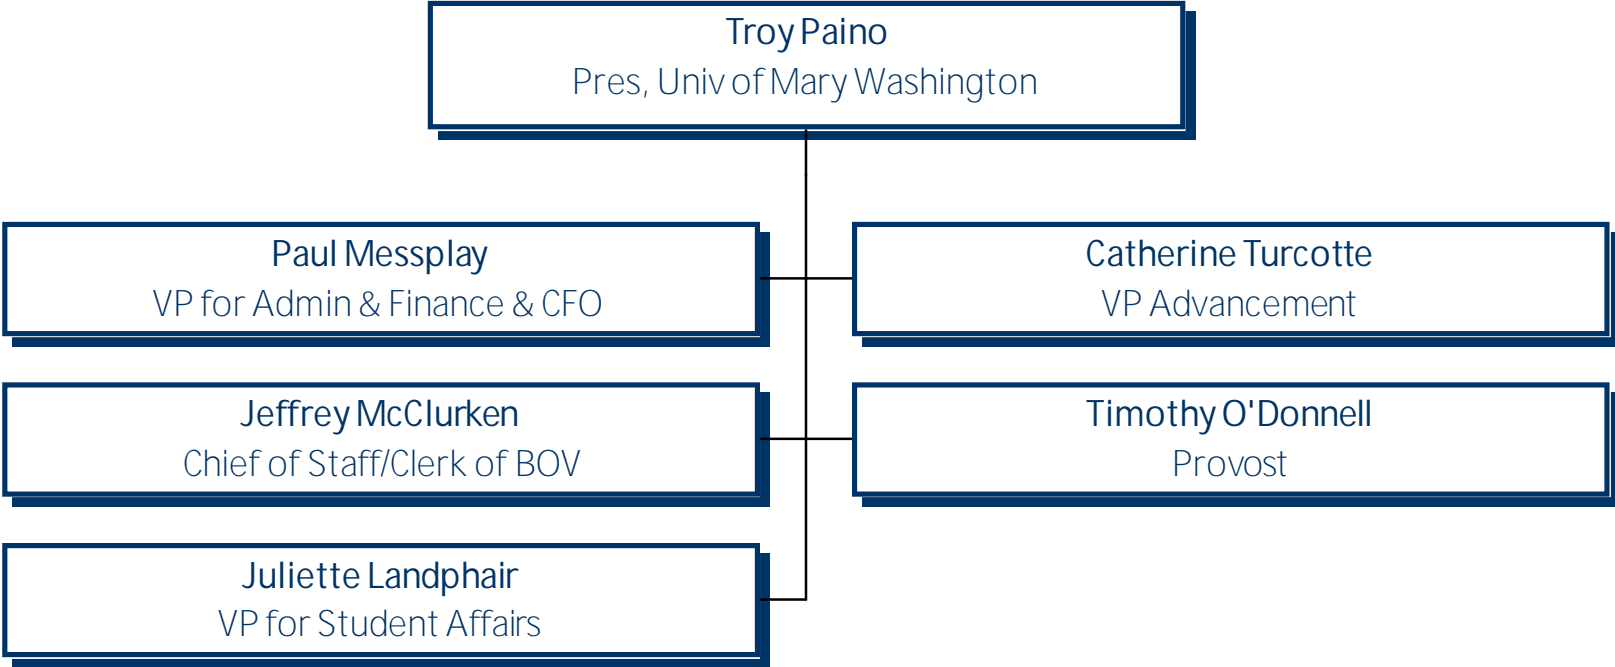 Troy Paino
Pres, Univ of Mary Washington
Paul Messplay
VP for Admin & Finance & CFO
Catherine Turcotte
VP Advancement
Jeffrey McClurken
Chief of Staff/Clerk of BOV
Timothy O'Donnell
Provost
Juliette Landphair
VP for Student Affairs